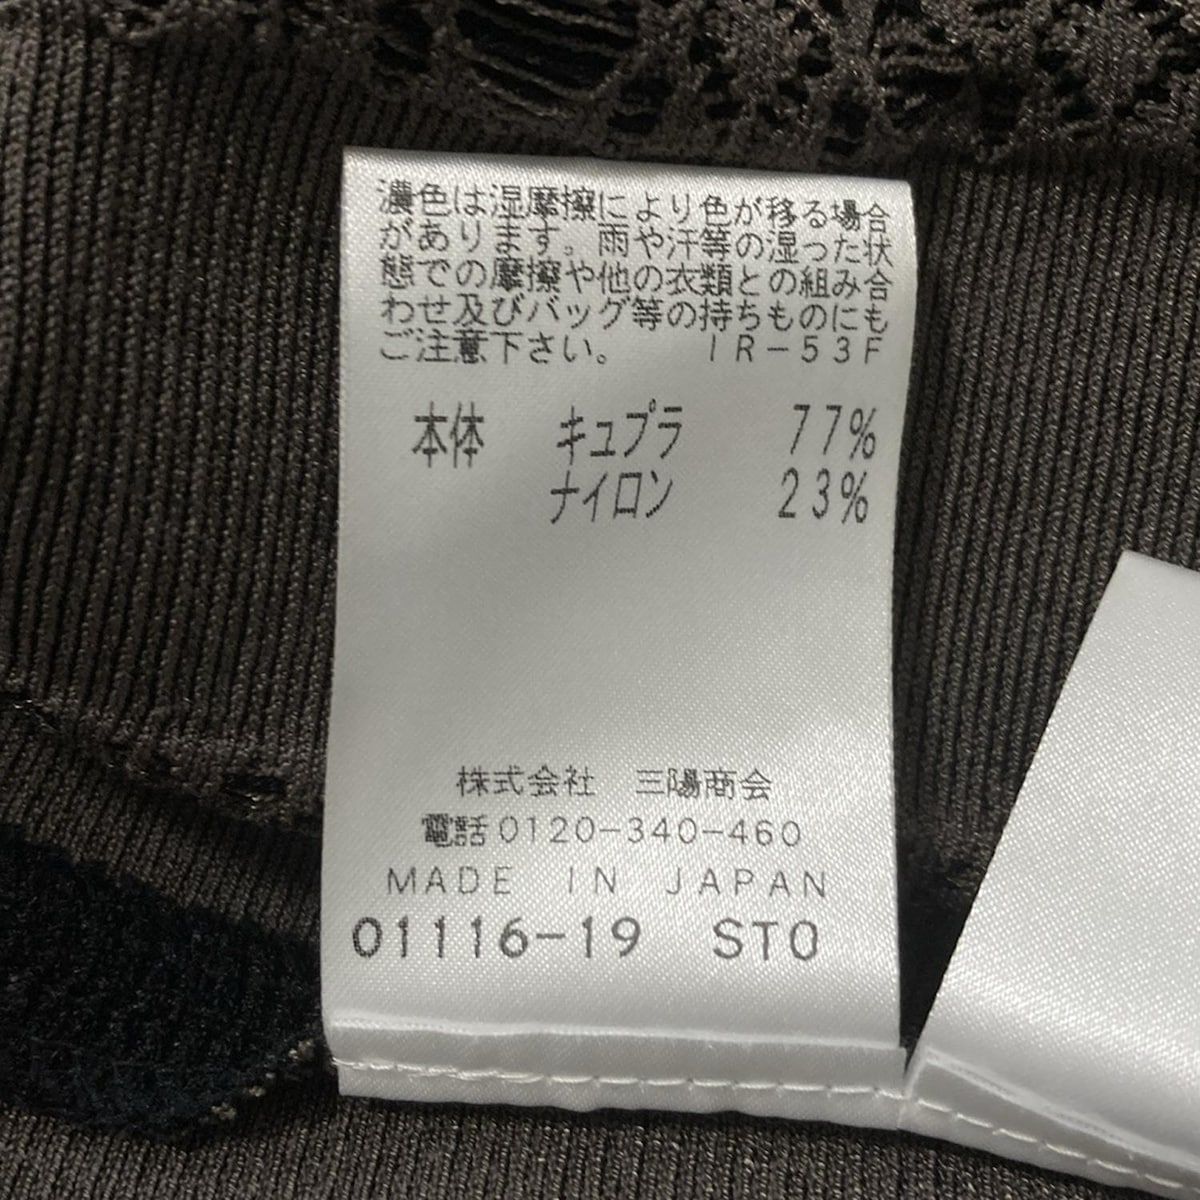 濃色は湿摩擦により色が移る場合
があります。雨や汗等の湿った状
態での摩擦や他の衣類との組み合
わせ及びバッグ等の持ちものにも
ご注意下さい。 IR-53F
本体 キュプラ 77%
ナイロン 23%
株式会社 三陽商会
電話0120-340-460
MADE IN JAPAN
01116-19 STO